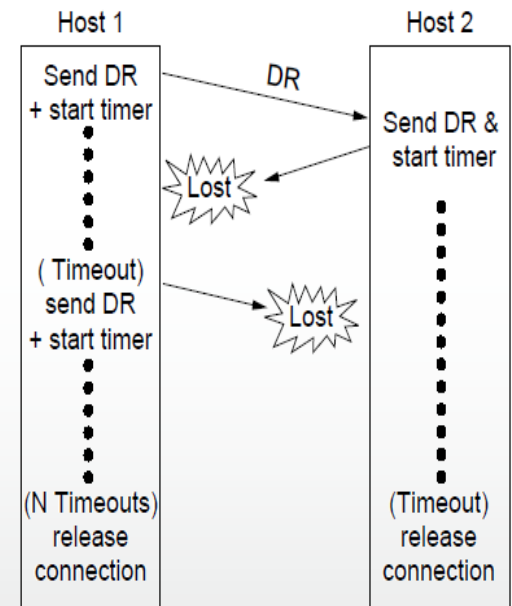 Host 1
Host 2
Send DR
+ start timer
DR
Send DR &
start timer
Lost
( Timeout)
send DR
+ start timer
Lost
(N Timeouts)
release
connection
(Timeout)
release
connection